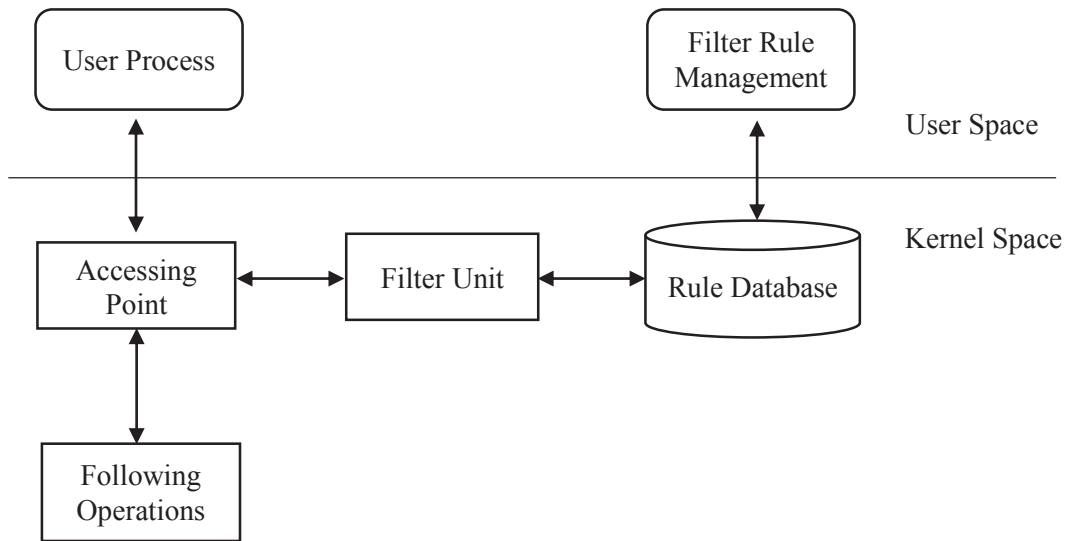 User Process
Filter Rule
Management
User Space
Kernel Space
Accessing
Point
Filter Unit
Rule Database
Following
Operations